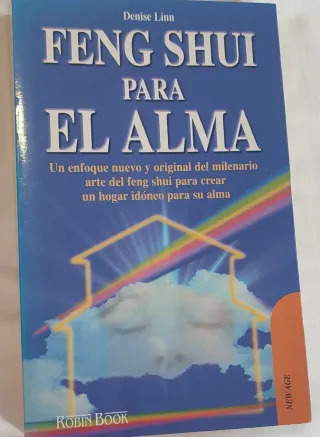 Denise Linn
FENG SHUI
PARA
EL ALMA
Un enfoque nuevo y original del milenario
arte del feng shui para crear
un hogar idóneo para su alma
NEW AGE
ROBIN BOOK